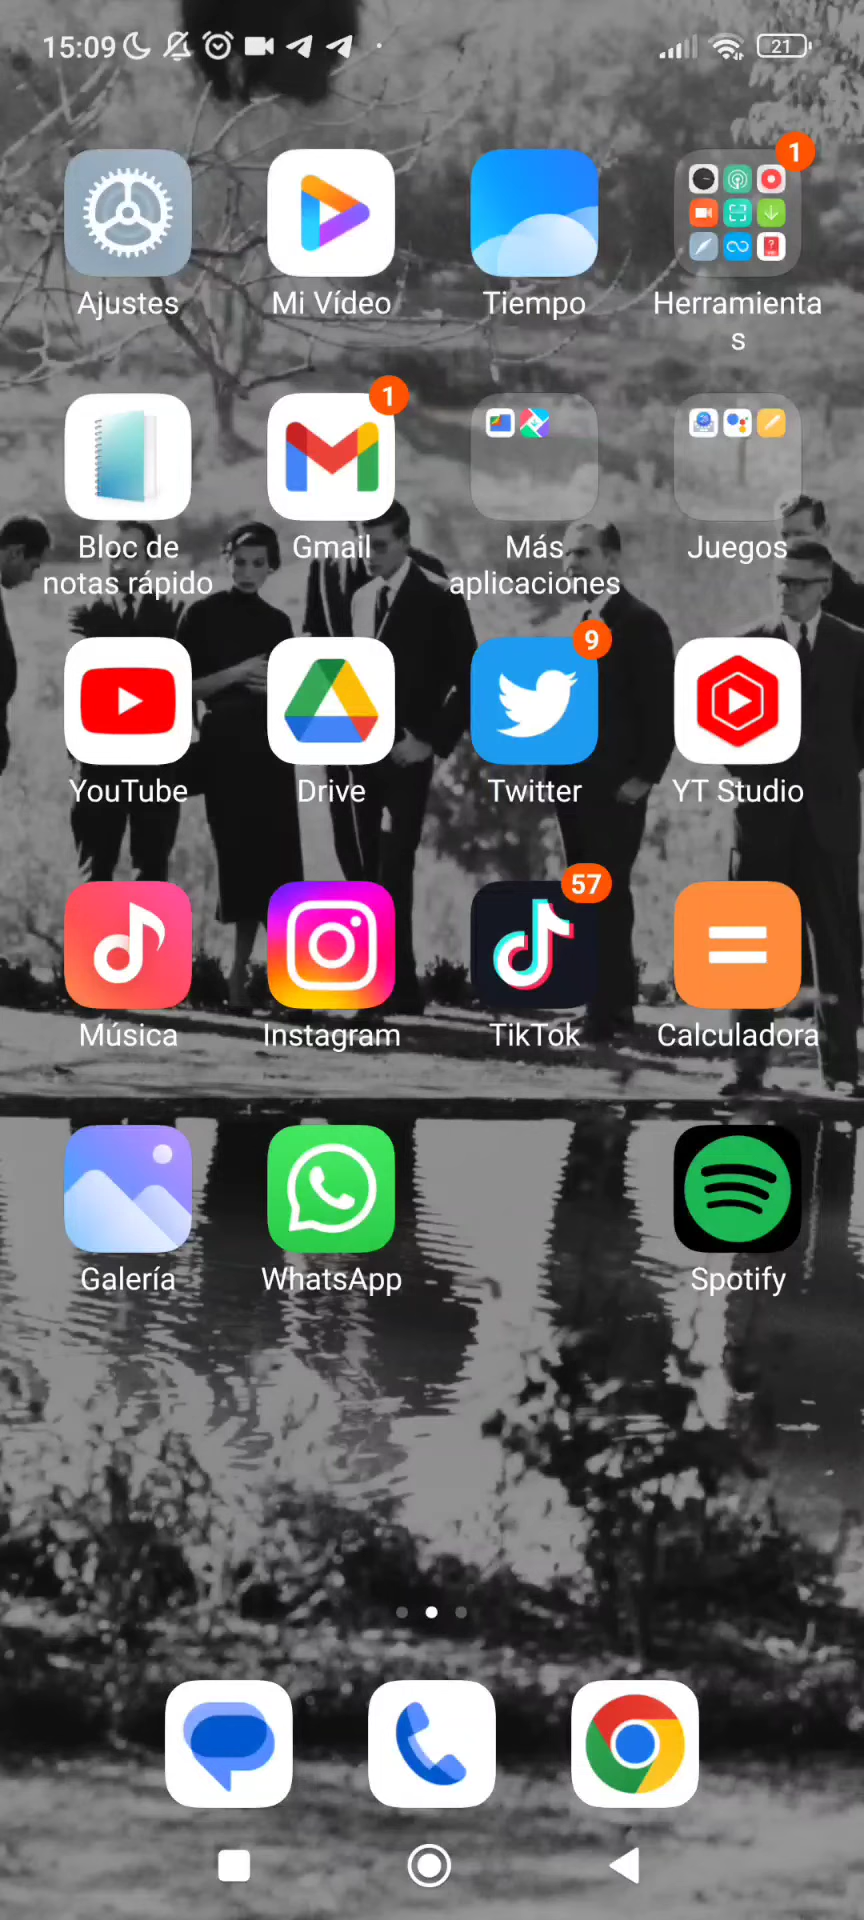 15:09
21
1
Ajustes
Mi Vídeo
Tiempo
Herramienta
s
1
Bloc de
notas rápido
Gmail
Más
aplicaciones
Juegos
9
YouTube
Drive
Twitter
YT Studio
57
Música
Instagram
TikTok
Calculadora
Galería
WhatsApp
Spotify